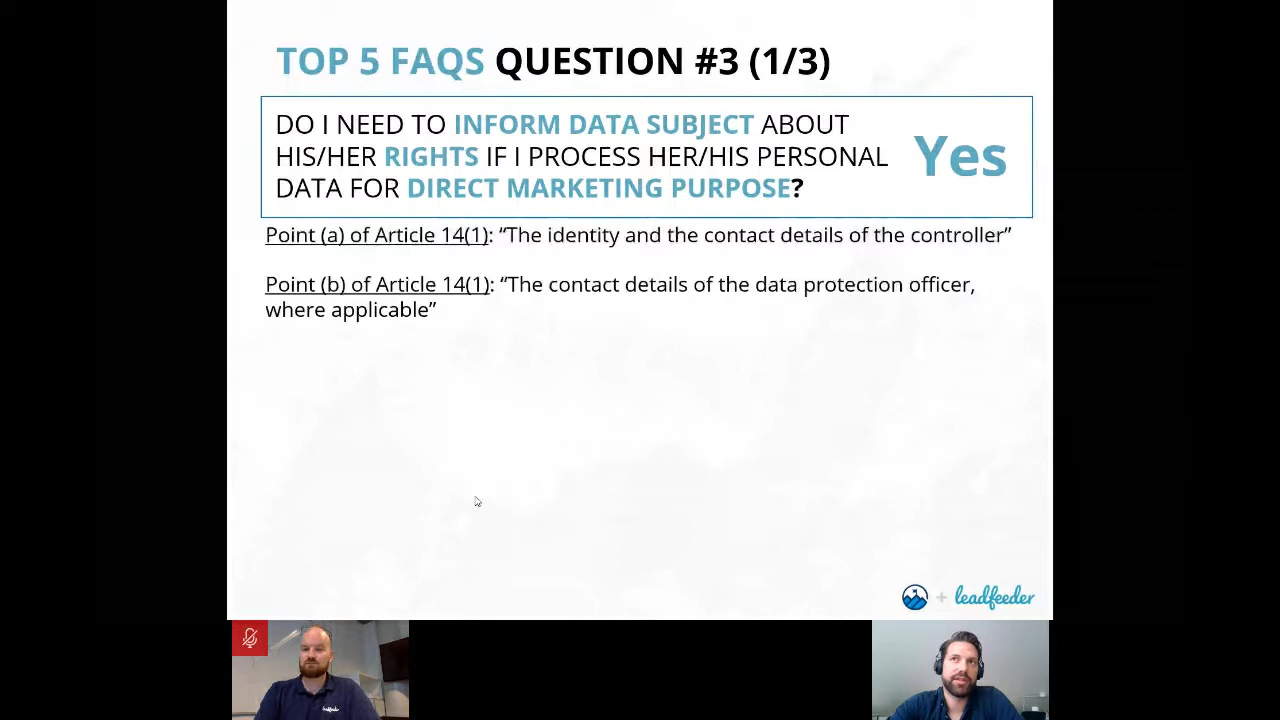 TOP 5 FAQS QUESTION #3 (1/3)
DO I NEED TO INFORM DATA SUBJECT ABOUT
HIS/HER RIGHTS IF I PROCESS HER/HIS PERSONAL
DATA FOR DIRECT MARKETING PURPOSE?
Yes
Point (a) of Article 14(1): “The identity and the contact details of the controller”
Point (b) of Article 14(1): “The contact details of the data protection officer,
where applicable”
+ leadfeeder
leadfeeder